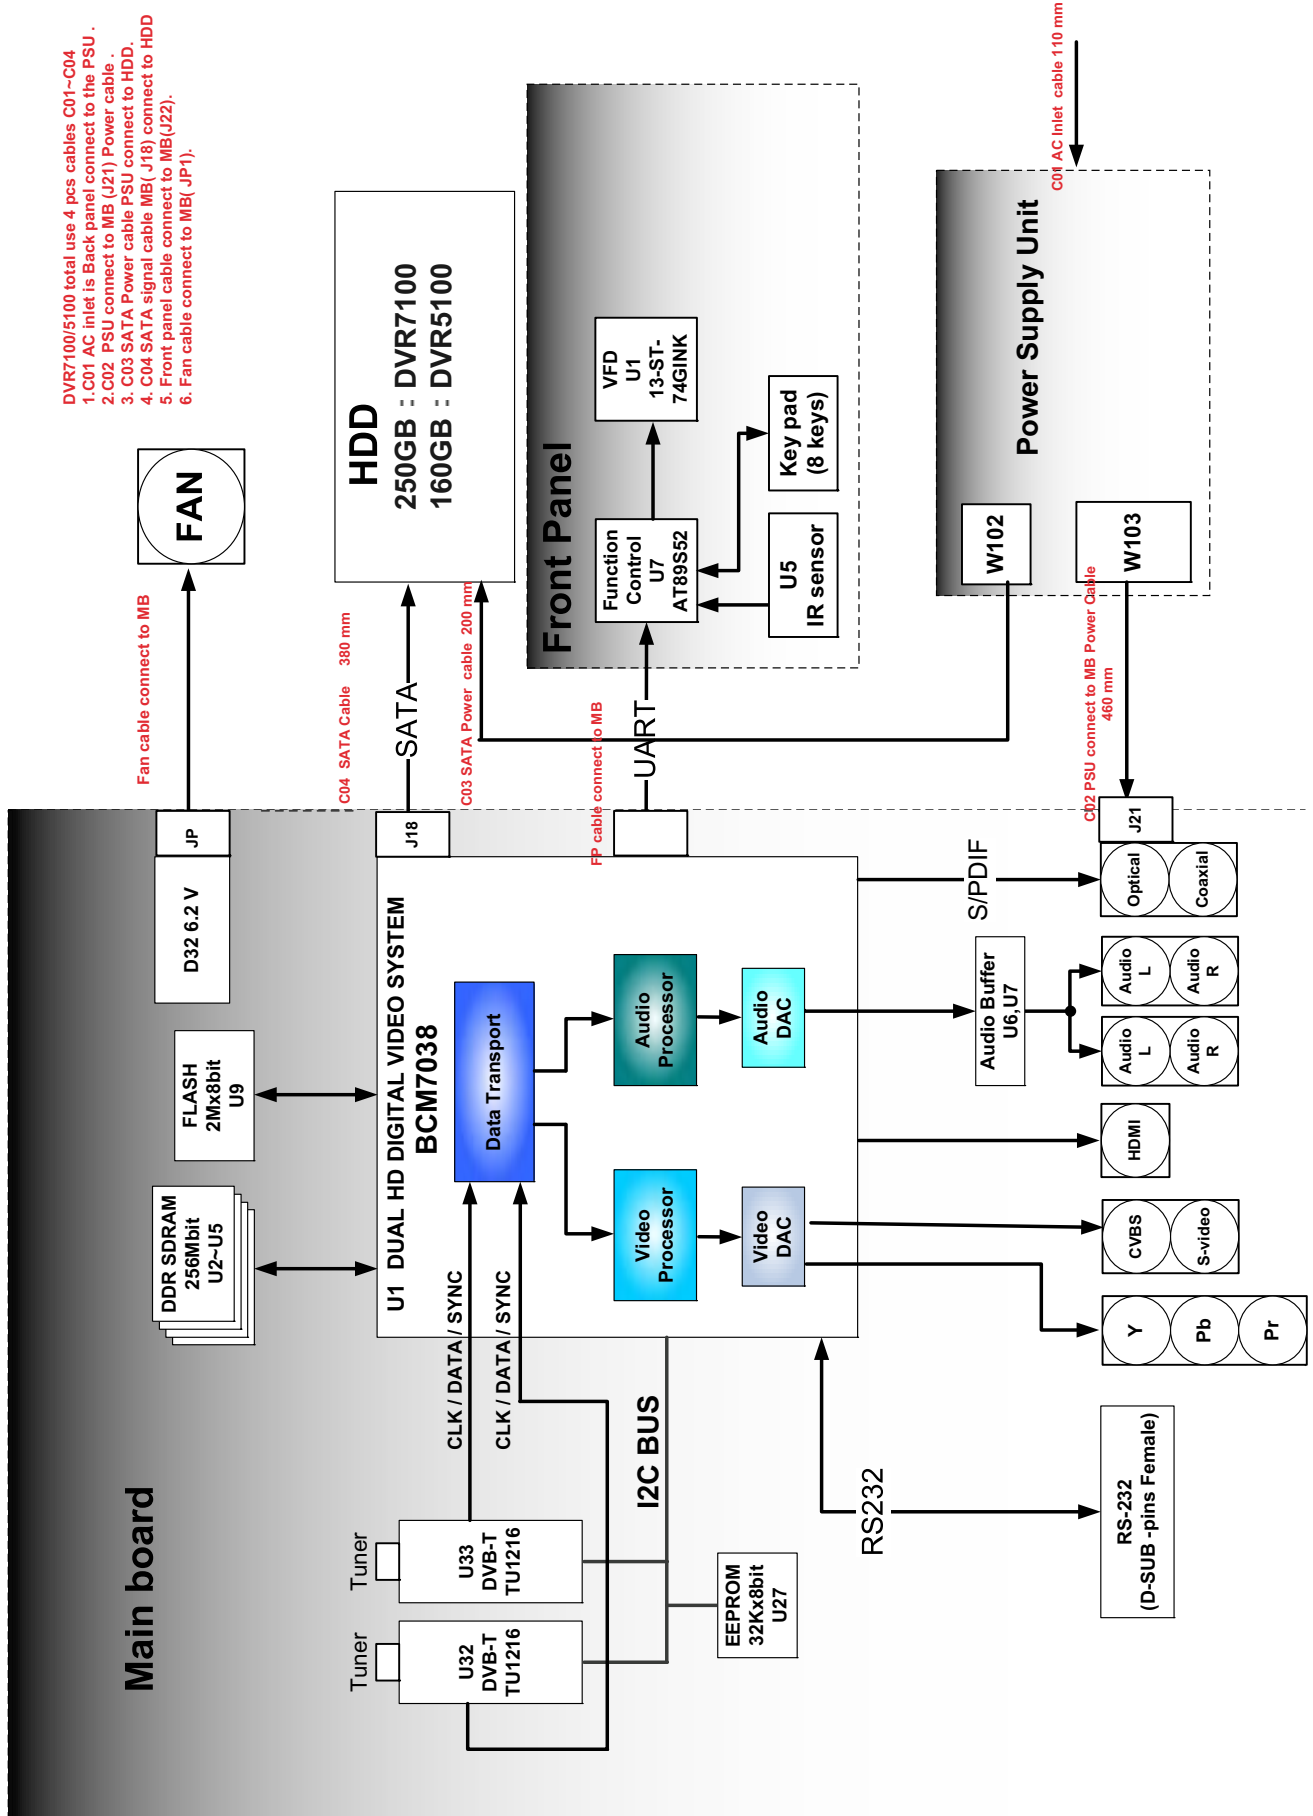 DVR7100/5100 total use 4 pcs cables C01~C04
1.C01 AC inlet is Back panel connect to the PSU .
2.C02 PSU connect to MB (J21) Power cable .
3. C03 SATA Power cable PSU connect to HDD.
4. C04 SATA signal cable MB( J18) connect to HDD
5. Front panel cable connect to MB(J22).
6. Fan cable connect to MB( JP1).
Main board
Tuner
Tuner
U32
DVB-T
TU1216
U33
DVB-T
TU1216
EEPROM
32Kx8bit
U27
I2C BUS
CLK / DATA / SYNC
CLK / DATA / SYNC
DDR SDRAM
256Mbit
U2~U5
FLASH
2Mx8bit
U9
D32 6.2 V
JP
Fan cable connect to MB
FAN
U1 DUAL HD DIGITAL VIDEO SYSTEM
BCM7038
Data Transport
Video
Processor
Audio
Processor
Video
DAC
Audio
DAC
J18
C04 SATA Cable 380 mm
SATA
C03 SATA Power cable 200 mm
HDD
250GB : DVR7100
160GB : DVR5100
FP cable connect to MB
UART
Front Panel
Function
Control
U7
AT89S52
VFD
U1
13-ST-
74GINK
U5
IR sensor
Key pad
(8 keys)
C01 AC Inlet cable 110 mm
Power Supply Unit
W102
W103
C02 PSU connect to MB Power Cable
460 mm
J21
S/PDIF
Audio Buffer
U6,U7
RS232
RS-232
(D-SUB -pins Female)
Y
Pb
Pr
CVBS
S-video
HDMI
Audio
L
Audio
R
Audio
L
Audio
R
Optical
Coaxial